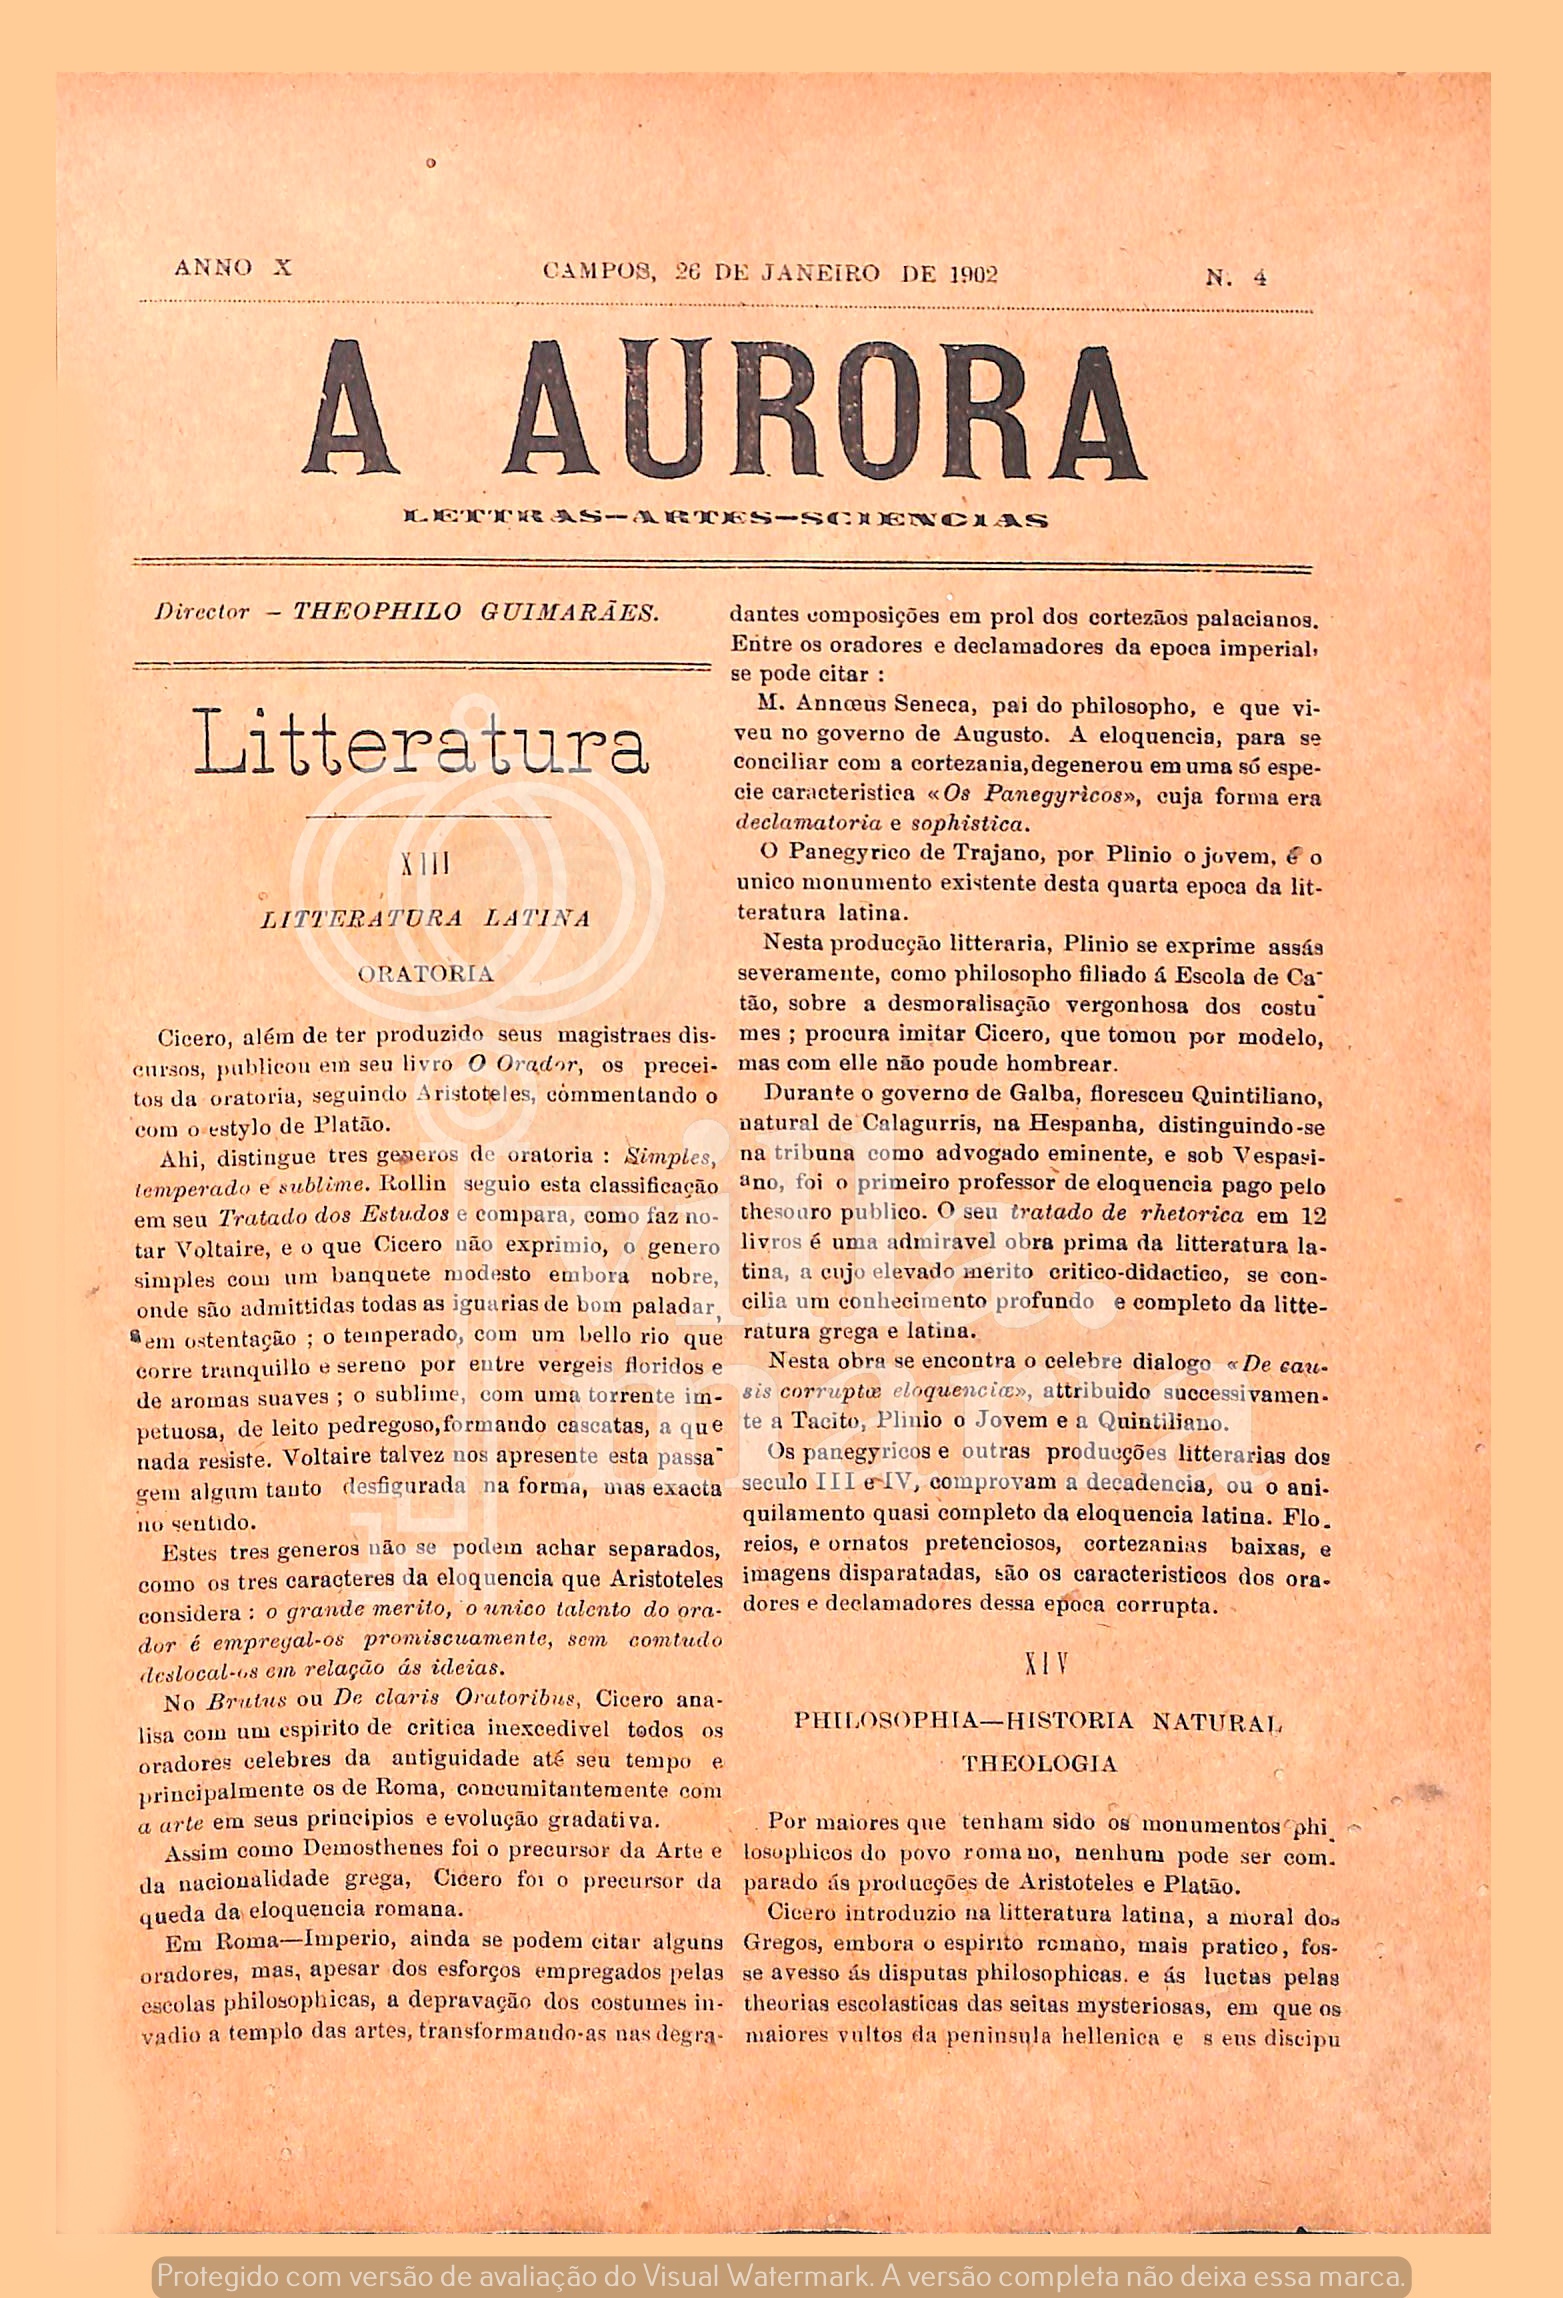 ANNO X
CAMPOS, 26 DE JANEIRO DE 1902
N. 4
A AURORA
LETTRAS-ARTES-SCIENCIAS
Director – THEOPHILO GUIMARÃES.
Litteratura
XIII
LITTERATURA LATINA
ORATORIA
Cicero, além de ter produzido seus magistraes dis-
cursos, publicou em seu livro O Orador, os precei-
tos da oratoria, seguindo Aristoteles, commentando o
com o estylo de Platão.
Ahi, distingue tres generos de oratoria : Simples,
temperado e sublime. Rollin seguio esta classificação
em seu Tratado dos Estudos e compara, como faz no-
tar Voltaire, e o que Cicero não exprimio, o genero
simples com um banquete modesto embora nobre,
onde são admittidas todas as iguarias de bom paladar,
sem ostentação ; o temperado, com um bello rio que
corre tranquillo e sereno por entre vergeis floridos e
de aromas suaves ; o sublime, com uma torrente im-
petuosa, de leito pedregoso,formando cascatas, a que
nada resiste. Voltaire talvez nos apresente esta passa-
gem algum tanto desfigurada na forma, mas exacta
no sentido.
Estes tres generos não se podem achar separados,
como os tres caracteres da eloquencia que Aristoteles
considera : o grande merito, o unico talento do ora-
dor é empregal-os promiscuamente, sem comtudo
deslocal-os em relação ás ideias.
No Brutus ou De claris Oratoribus, Cicero ana-
lisa com um espirito de critica inexcedivel todos os
oradores celebres da antiguidade até seu tempo e
principalmente os de Roma, concumitantemente com
a arte em seus principios e evolução gradativa.
Assim como Demosthenes foi o precursor da Arte e
da nacionalidade grega, Cicero foi o precursor da
queda da eloquencia romana.
Em Roma—Imperio, ainda se podem citar alguns
oradores, mas, apesar dos esforços empregados pelas
escolas philosophicas, a depravação dos costumes in-
vadio a templo das artes, transformando-as nas degra-
dantes composições em prol dos cortezãos palacianos.
Entre os oradores e declamadores da epoca imperial,
se pode citar :
M. Annœus Seneca, pai do philosopho, e que vi-
veu no governo de Augusto. A eloquencia, para se
conciliar com a cortezania,degenerou em uma só espe-
cie caracteristica «Os Panegyricos», cuja forma era
declamatoria e sophistica.
O Panegyrico de Trajano, por Plinio o jovem, é o
unico monumento existente desta quarta epoca da lit-
teratura latina.
Nesta producção litteraria, Plinio se exprime assás
severamente, como philosopho filiado á Escola de Ca-
tão, sobre a desmoralisação vergonhosa dos costu-
mes ; procura imitar Cicero, que tomou por modelo,
mas com elle não poude hombrear.
Durante o governo de Galba, floresceu Quintiliano,
natural de Calagurris, na Hespanha, distinguindo-se
na tribuna como advogado eminente, e sob Vespasi-
ano, foi o primeiro professor de eloquencia pago pelo
thesouro publico. O seu tratado de rhetorica em 12
livros é uma admiravel obra prima da litteratura la-
tina, a cujo elevado merito critico-didactico, se con-
cilia um conhecimento profundo e completo da litte-
ratura grega e latina.
Nesta obra se encontra o celebre dialogo «De cau-
sis corruptæ eloquenciæ», attribuido successivamen-
te a Tacito, Plinio o Jovem e a Quintiliano.
Os panegyricos e outras producções litterarias dos
seculo III e IV, comprovam a decadencia, ou o ani-
quilamento quasi completo da eloquencia latina. Flo-
reios, e ornatos pretenciosos, cortezanias baixas, e
imagens disparatadas, são os caracteristicos dos ora-
dores e declamadores dessa epoca corrupta.
XIV
PHILOSOPHIA—HISTORIA NATURAL
THEOLOGIA
Por maiores que tenham sido os monumentos phi-
losophicos do povo romano, nenhum pode ser com-
parado ás producções de Aristoteles e Platão.
Cicero introduzio na litteratura latina, a moral dos
Gregos, embora o espirito romano, mais pratico, fos-
se avesso ás disputas philosophicas. e ás luctas pelas
theorias escolasticas das seitas mysteriosas, em que os
maiores vultos da peninsula hellenica e s eus discipu
Protegido com versão de avaliação do Visual Watermark. A versão completa não deixa essa marca.